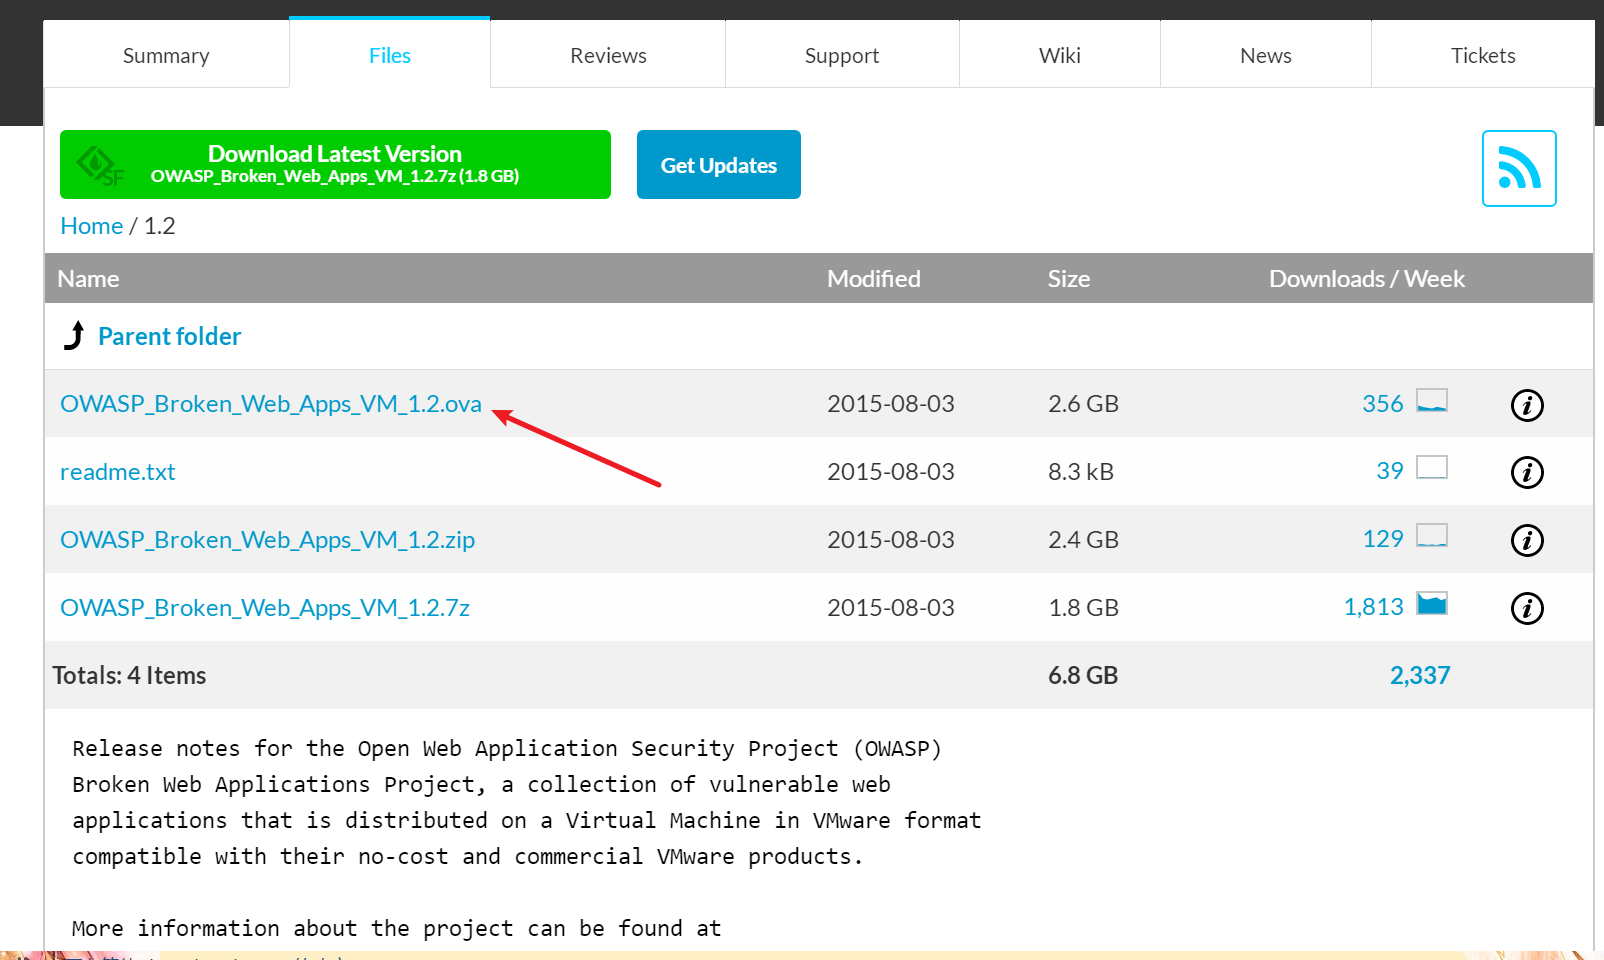 Summary Files Reviews Support Wiki News Tickets
Download Latest Version
OWASP_Broken_Web_Apps_VM_1.2.7z (1.8 GB)
SF
Get Updates
Home / 1.2
Name Modified Size Downloads / Week
Parent folder
OWASP_Broken_Web_Apps_VM_1.2.ova 2015-08-03 2.6 GB 356 i
readme.txt 2015-08-03 8.3 kB 39 i
OWASP_Broken_Web_Apps_VM_1.2.zip 2015-08-03 2.4 GB 129 i
OWASP_Broken_Web_Apps_VM_1.2.7z 2015-08-03 1.8 GB 1,813 i
Totals: 4 Items 6.8 GB 2,337
Release notes for the Open Web Application Security Project (OWASP)
Broken Web Applications Project, a collection of vulnerable web
applications that is distributed on a Virtual Machine in VMware format
compatible with their no-cost and commercial VMware products.
More information about the project can be found at